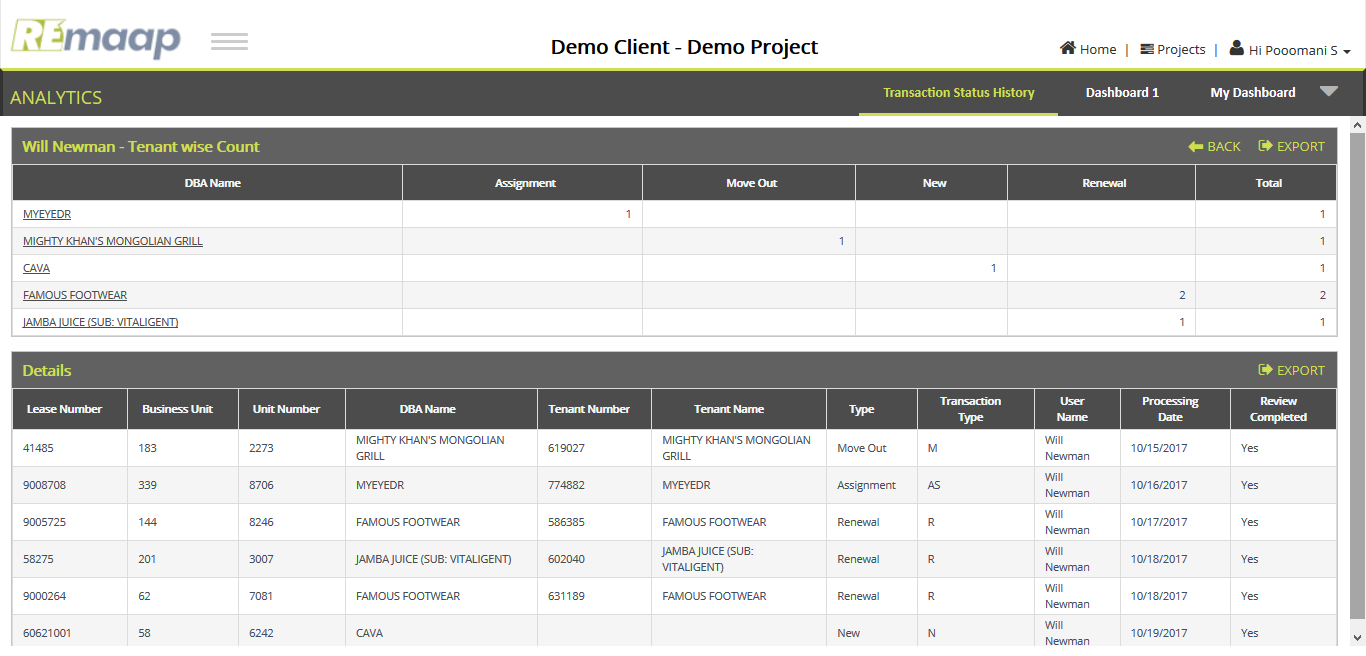 REmaap
Demo Client - Demo Project
Home | Projects | Hi Pooomani S
ANALYTICS
Transaction Status History Dashboard 1 My Dashboard
Will Newman - Tenant wise Count BACK EXPORT
DBA Name Assignment Move Out New Renewal Total
MYEYEDR 1 1
MIGHTY KHAN'S MONGOLIAN GRILL 1 1
CAVA 1 1
FAMOUS FOOTWEAR 2 2
JAMBA JUICE (SUB: VITALIGENT) 1 1
Details EXPORT
Lease Number Business Unit Unit Number DBA Name Tenant Number Tenant Name Type Transaction Type User Name Processing Date Review Completed
41485 183 2273 MIGHTY KHAN'S MONGOLIAN GRILL 619027 MIGHTY KHAN'S MONGOLIAN GRILL Move Out M Will Newman 10/15/2017 Yes
9008708 339 8706 MYEYEDR 774882 MYEYEDR Assignment AS Will Newman 10/16/2017 Yes
9005725 144 8246 FAMOUS FOOTWEAR 586385 FAMOUS FOOTWEAR Renewal R Will Newman 10/17/2017 Yes
58275 201 3007 JAMBA JUICE (SUB: VITALIGENT) 602040 JAMBA JUICE (SUB: VITALIGENT) Renewal R Will Newman 10/18/2017 Yes
9000264 62 7081 FAMOUS FOOTWEAR 631189 FAMOUS FOOTWEAR Renewal R Will Newman 10/18/2017 Yes
60621001 58 6242 CAVA New N Will Newman 10/19/2017 Yes